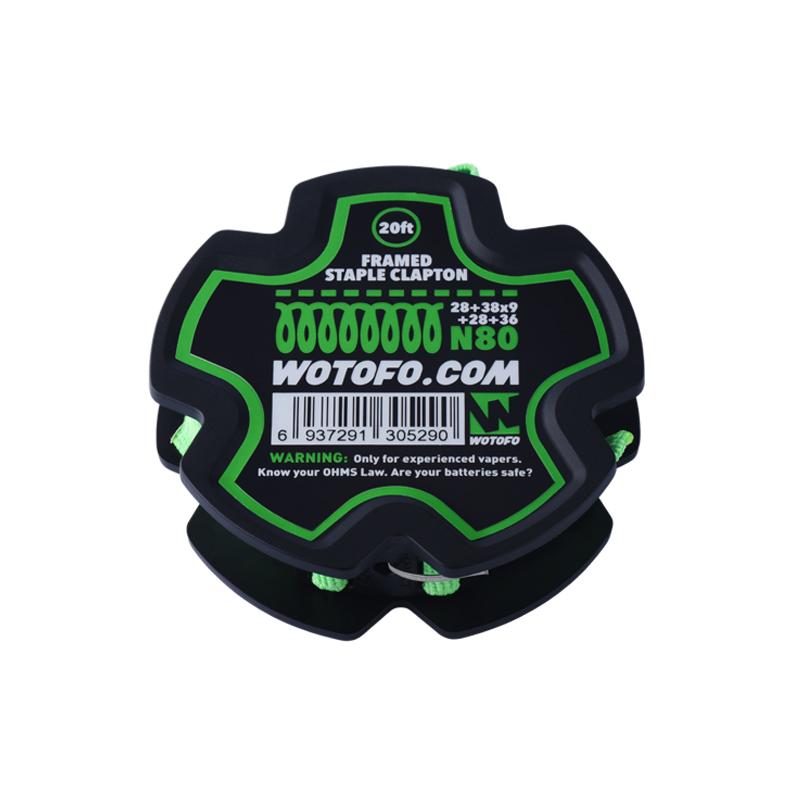 20ft
FRAMED
STAPLE CLAPTON
28+38x9
+28+36
N80
WOTOFO.COM
6 937291 305290
WOTOFO
WARNING: Only for experienced vapers.
Know your OHMS Law. Are your batteries safe?